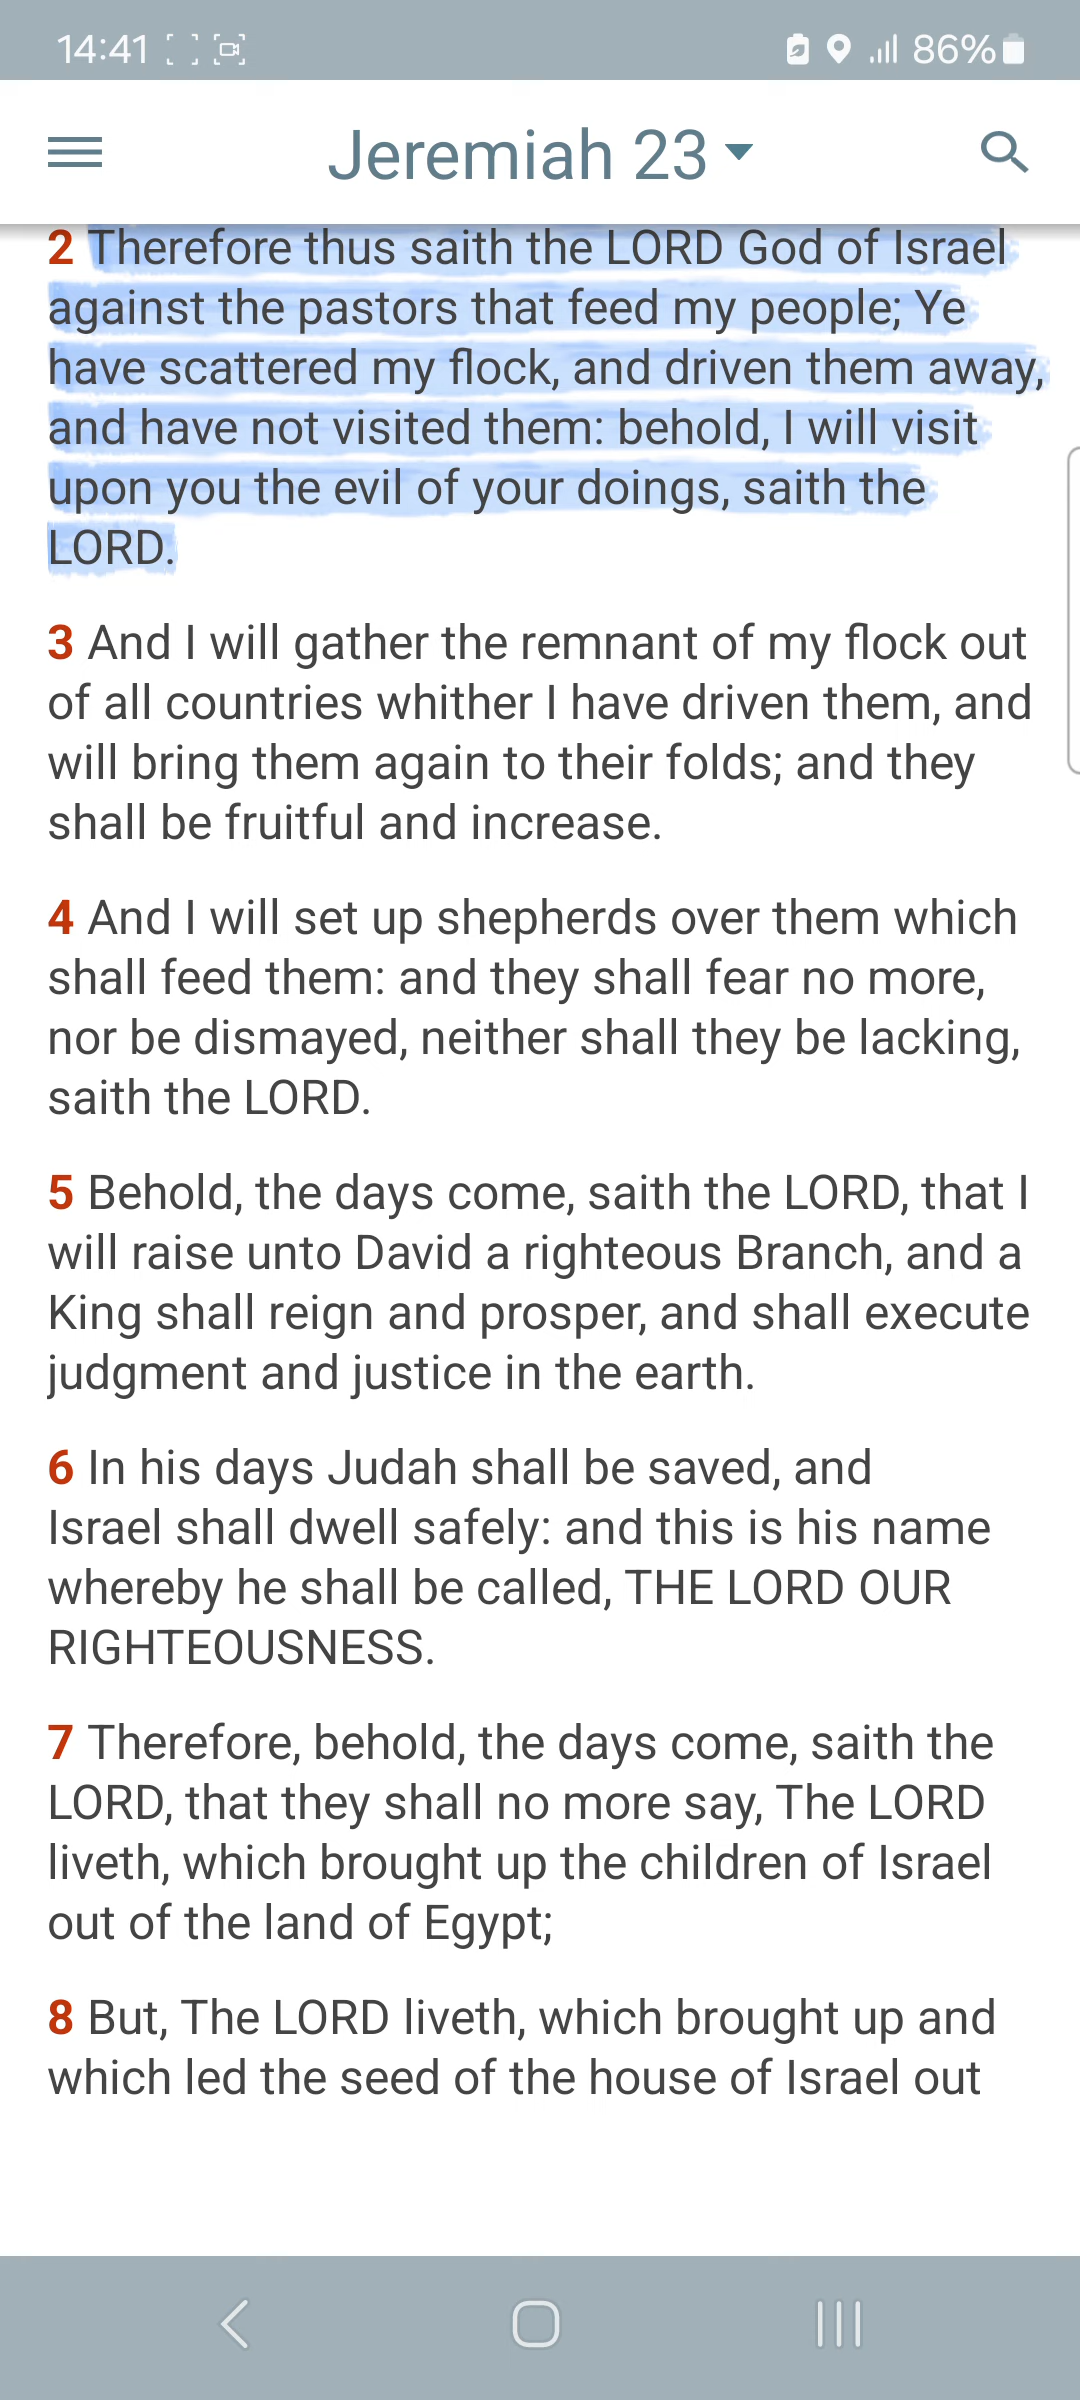 14:41 86%
Jeremiah 23
2 Therefore thus saith the LORD God of Israel
against the pastors that feed my people; Ye
have scattered my flock, and driven them away,
and have not visited them: behold, I will visit
upon you the evil of your doings, saith the
LORD.
3 And I will gather the remnant of my flock out
of all countries whither I have driven them, and
will bring them again to their folds; and they
shall be fruitful and increase.
4 And I will set up shepherds over them which
shall feed them: and they shall fear no more,
nor be dismayed, neither shall they be lacking,
saith the LORD.
5 Behold, the days come, saith the LORD, that I
will raise unto David a righteous Branch, and a
King shall reign and prosper, and shall execute
judgment and justice in the earth.
6 In his days Judah shall be saved, and
Israel shall dwell safely: and this is his name
whereby he shall be called, THE LORD OUR
RIGHTEOUSNESS.
7 Therefore, behold, the days come, saith the
LORD, that they shall no more say, The LORD
liveth, which brought up the children of Israel
out of the land of Egypt;
8 But, The LORD liveth, which brought up and
which led the seed of the house of Israel out